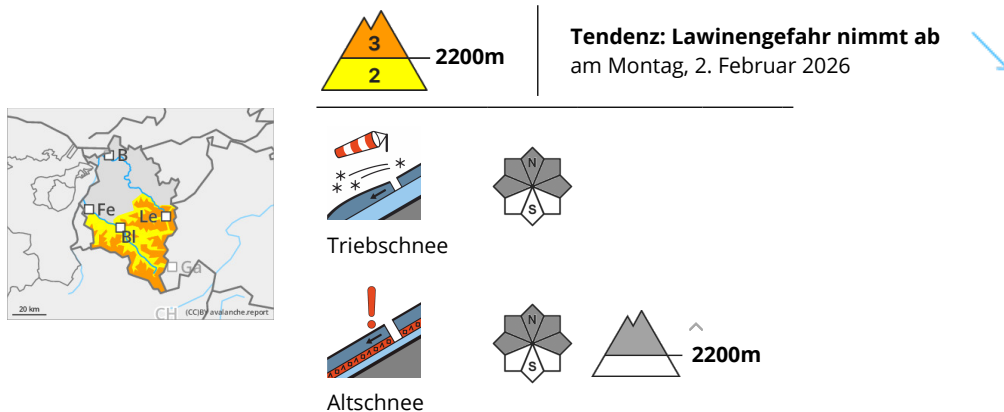 3
2
2200m
Tendenz: Lawinengefahr nimmt ab
am Montag, 2. Februar 2026
B
Fe
Le
Bl
Ga
20 km
CH
(CC)BY avalanche.report
N
S
Triebschnee
N
S
2200m
Altschnee